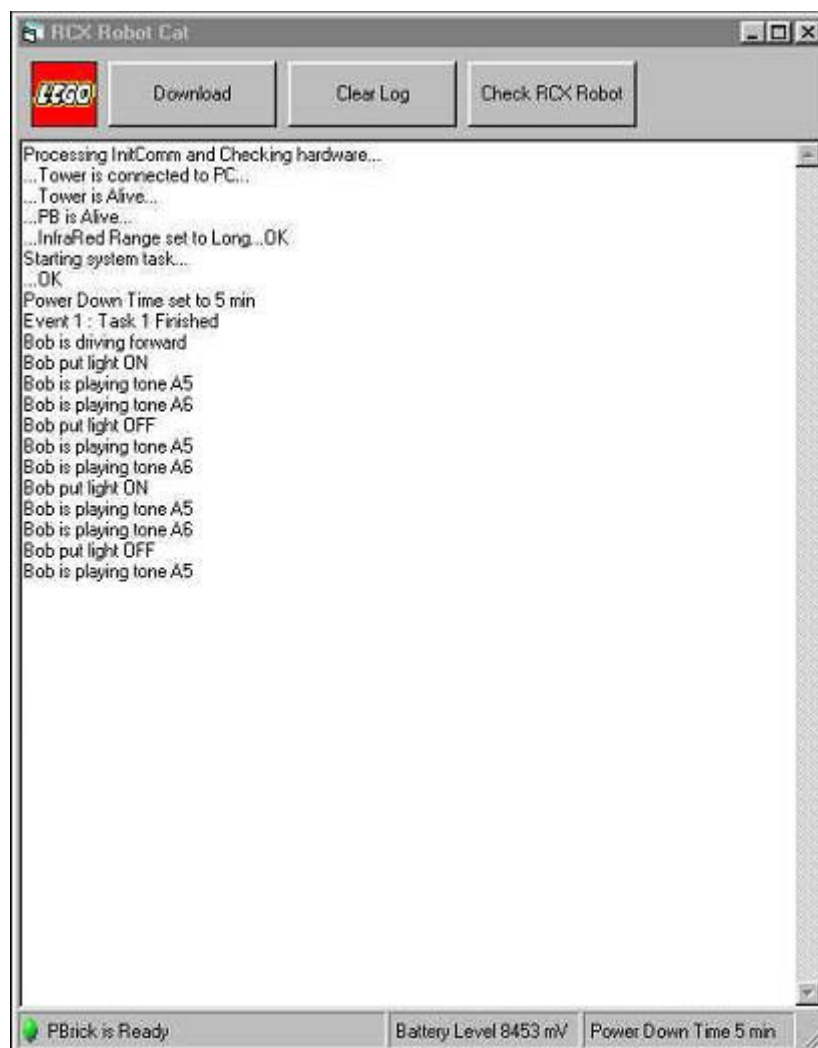 RCX Robot Cat
LEGO
Download
Clear Log
Check RCX Robot
Processing InitComm and Checking hardware...
...Tower is connected to PC...
...Tower is Alive...
...PB is Alive...
...InfraRed Range set to Long...OK
Starting system task...
...OK
Power Down Time set to 5 min
Event 1 : Task 1 Finished
Bob is driving forward
Bob put light ON
Bob is playing tone A5
Bob is playing tone A6
Bob put light OFF
Bob is playing tone A5
Bob is playing tone A6
Bob put light ON
Bob is playing tone A5
Bob is playing tone A6
Bob put light OFF
Bob is playing tone A5
PBrick is Ready
Battery Level 8453 mV
Power Down Time 5 min